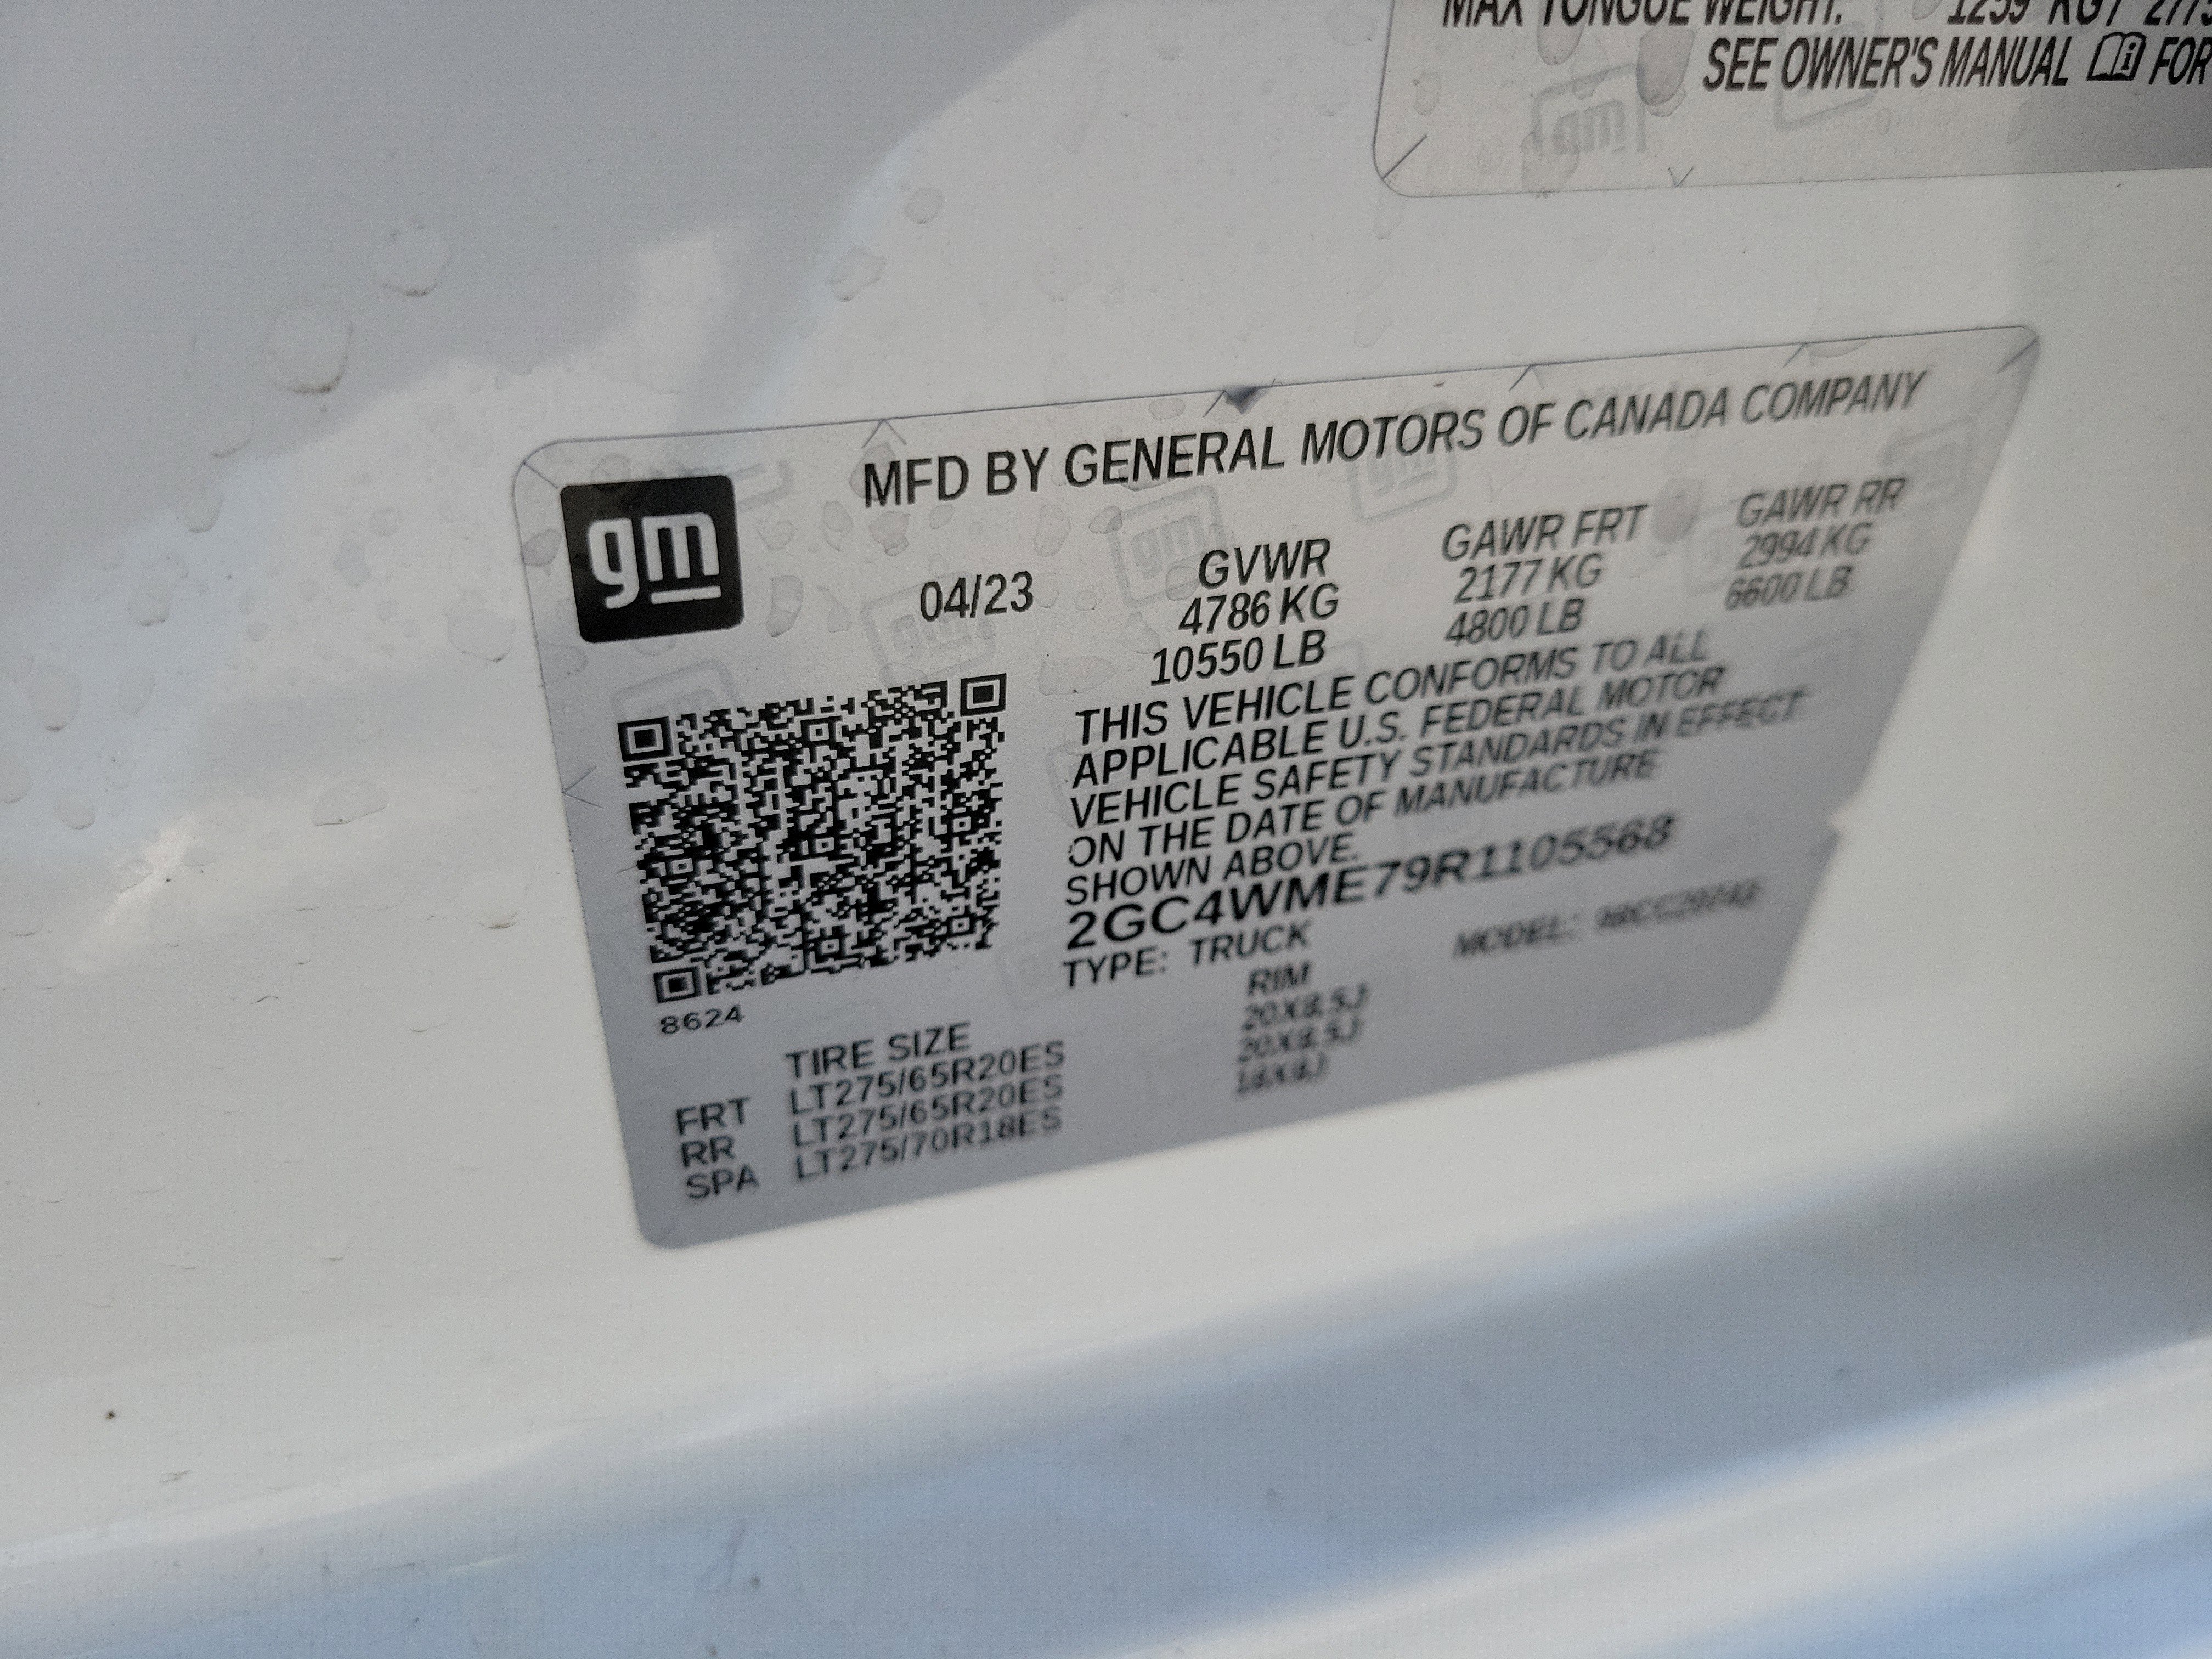 MAX TONGUE WEIGHT: 1259 KG
SEE OWNER'S MANUAL FOR
gm
MFD BY GENERAL MOTORS OF CANADA COMPANY
04/23
GVWR GAWR FRT GAWR RR
4786 KG 2177 KG 2994 KG
10550 LB 4800 LB 6600 LB
THIS VEHICLE CONFORMS TO ALL
APPLICABLE U.S. FEDERAL MOTOR
VEHICLE SAFETY STANDARDS IN EFFECT
ON THE DATE OF MANUFACTURE
SHOWN ABOVE.
2GC4WME79R1105568
TYPE: TRUCK MODEL:
8624
TIRE SIZE RIM
FRT LT275/65R20ES 20X8.5J
RR LT275/65R20ES 20X8.5J
SPA LT275/70R18ES 18X8J